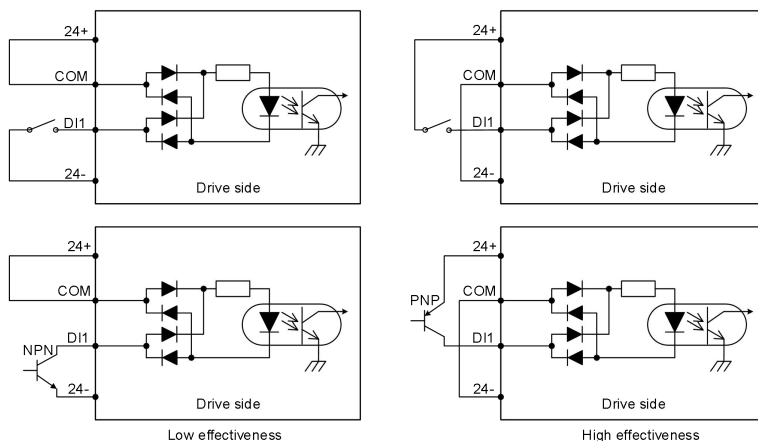 24+
COM
DI1
24-
Drive side
24+
COM
DI1
24-
Drive side
24+
COM
NPN
DI1
24-
Drive side
Low effectiveness
24+
PNP
COM
DI1
24-
Drive side
High effectiveness